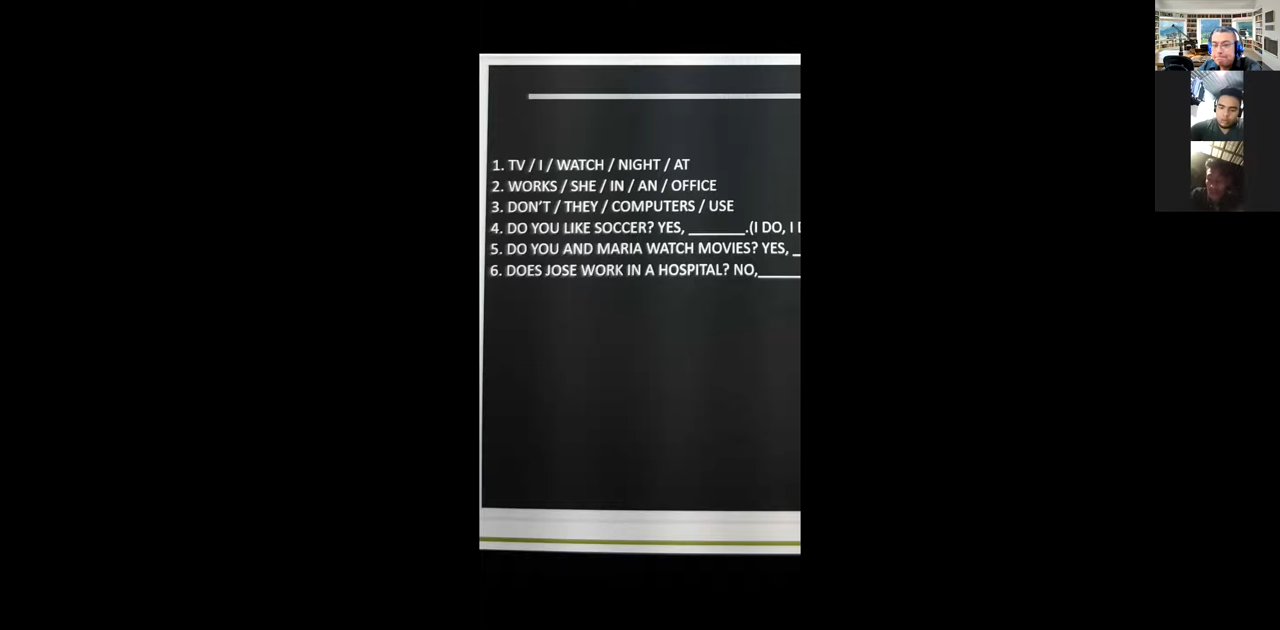 1. TV / I / WATCH / NIGHT / AT
2. WORKS / SHE / IN / AN / OFFICE
3. DON'T / THEY / COMPUTERS / USE
4. DO YOU LIKE SOCCER? YES, ________.(I DO, I
5. DO YOU AND MARIA WATCH MOVIES? YES, _
6. DOES JOSE WORK IN A HOSPITAL? NO,______